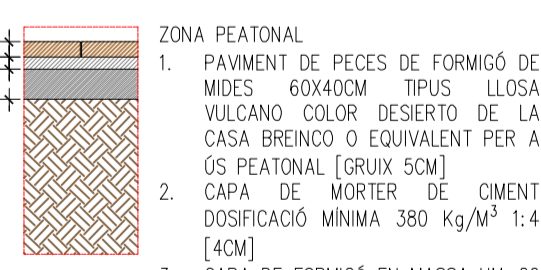 ZONA PEATONAL
1. PAVIMENT DE PECES DE FORMIGÓ DE
MIDES 60X40CM TIPUS LLOSA
VULCANO COLOR DESIERTO DE LA
CASA BREINCO O EQUIVALENT PER A
ÚS PEATONAL [GRUIX 5CM]
2. CAPA DE MORTER DE CIMENT
DOSIFICACIÓ MÍNIMA 380 Kg/M³ 1:4
[4CM]